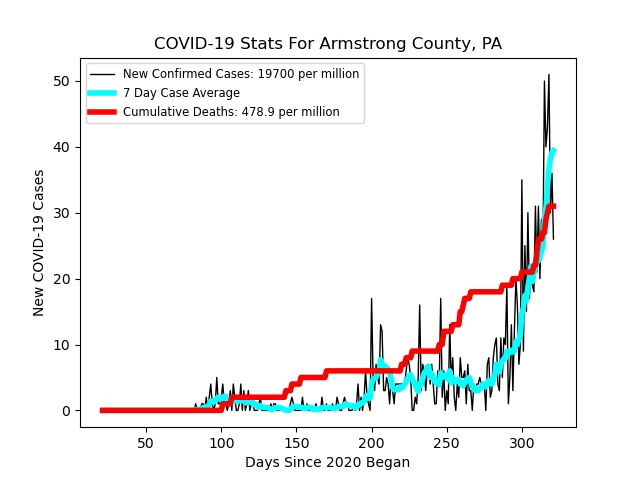 COVID-19 Stats For Armstrong County, PA
New Confirmed Cases: 19700 per million
7 Day Case Average
Cumulative Deaths: 478.9 per million
New COVID-19 Cases
50
40
30
20
10
0
50 100 150 200 250 300
Days Since 2020 Began